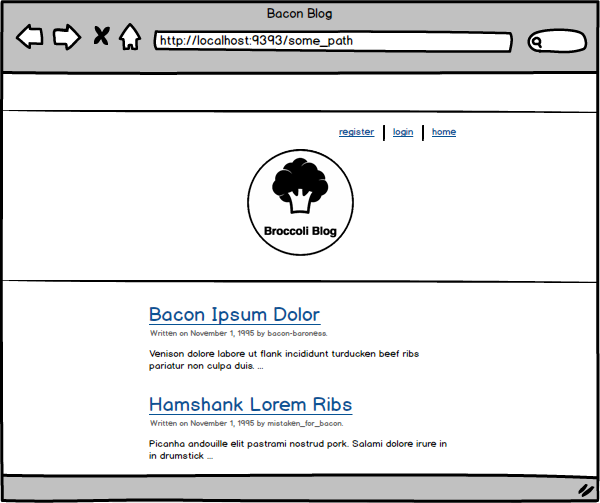 Bacon Blog
http://localhost:9393/some_path
register login home
Broccoli Blog
Bacon Ipsum Dolor
Written on November 1, 1995 by bacon-baroness.
Venison dolore labore ut flank incididunt turducken beef ribs
pariatur non culpa duis. ...
Hamshank Lorem Ribs
Written on November 1, 1995 by mistaken_for_bacon.
Picanha andouille elit pastrami nostrud pork. Salami dolore irure in
in drumstick ...